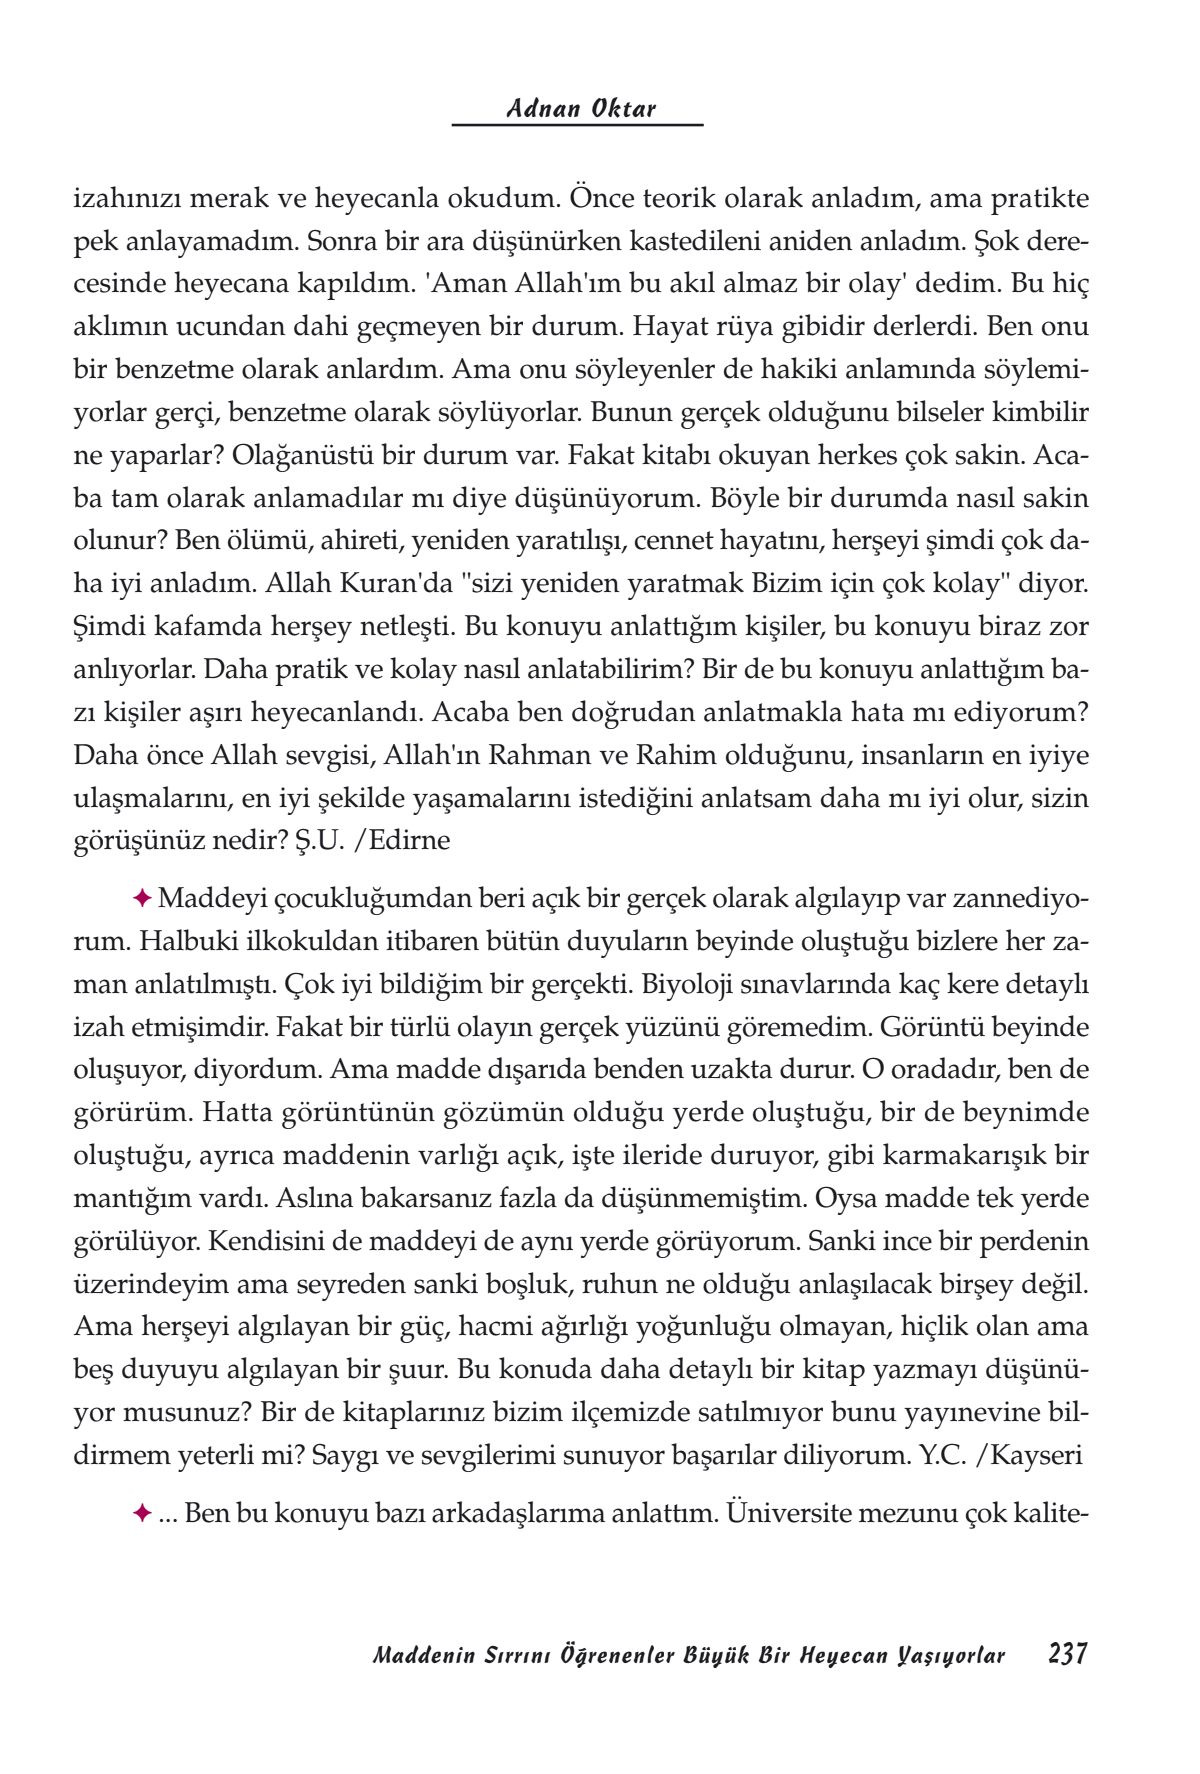 Adnan Oktar
izahınızı merak ve heyecanla okudum. Önce teorik olarak anladım, ama pratikte
pek anlayamadım. Sonra bir ara düşünürken kastedileni aniden anladım. Şok dere-
cesinde heyecana kapıldım. 'Aman Allah'ım bu akıl almaz bir olay' dedim. Bu hiç
aklımın ucundan dahi geçmeyen bir durum. Hayat rüya gibidir derlerdi. Ben onu
bir benzetme olarak anlardım. Ama onu söyleyenler de hakiki anlamında söylemi-
yorlar gerçi, benzetme olarak söylüyorlar. Bunun gerçek olduğunu bilseler kimbilir
ne yaparlar? Olağanüstü bir durum var. Fakat kitabı okuyan herkes çok sakin. Aca-
ba tam olarak anlamadılar mı diye düşünüyorum. Böyle bir durumda nasıl sakin
olunur? Ben ölümü, ahireti, yeniden yaratılışı, cennet hayatını, herşeyi şimdi çok da-
ha iyi anladım. Allah Kuran'da "sizi yeniden yaratmak Bizim için çok kolay" diyor.
Şimdi kafamda herşey netleşti. Bu konuyu anlattığım kişiler, bu konuyu biraz zor
anlıyorlar. Daha pratik ve kolay nasıl anlatabilirim? Bir de bu konuyu anlattığım ba-
zı kişiler aşırı heyecanlandı. Acaba ben doğrudan anlatmakla hata mı ediyorum?
Daha önce Allah sevgisi, Allah'ın Rahman ve Rahim olduğunu, insanların en iyiye
ulaşmalarını, en iyi şekilde yaşamalarını istediğini anlatsam daha mı iyi olur, sizin
görüşünüz nedir? Ş.U. /Edirne
✦ Maddeyi çocukluğumdan beri açık bir gerçek olarak algılayıp var zannediyo-
rum. Halbuki ilkokuldan itibaren bütün duyuların beyinde oluştuğu bizlere her za-
man anlatılmıştı. Çok iyi bildiğim bir gerçekti. Biyoloji sınavlarında kaç kere detaylı
izah etmişimdir. Fakat bir türlü olayın gerçek yüzünü göremedim. Görüntü beyinde
oluşuyor, diyordum. Ama madde dışarıda benden uzakta durur. O oradadır, ben de
görürüm. Hatta görüntünün gözümün olduğu yerde oluştuğu, bir de beynimde
oluştuğu, ayrıca maddenin varlığı açık, işte ileride duruyor, gibi karmakarışık bir
mantığım vardı. Aslına bakarsanız fazla da düşünmemiştim. Oysa madde tek yerde
görülüyor. Kendisini de maddeyi de aynı yerde görüyorum. Sanki ince bir perdenin
üzerindeyim ama seyreden sanki boşluk, ruhun ne olduğu anlaşılacak birşey değil.
Ama herşeyi algılayan bir güç, hacmi ağırlığı yoğunluğu olmayan, hiçlik olan ama
beş duyuyu algılayan bir şuur. Bu konuda daha detaylı bir kitap yazmayı düşünü-
yor musunuz? Bir de kitaplarınız bizim ilçemizde satılmıyor bunu yayınevine bil-
dirmem yeterli mi? Saygı ve sevgilerimi sunuyor başarılar diliyorum. Y.C. /Kayseri
✦ ... Ben bu konuyu bazı arkadaşlarıma anlattım. Üniversite mezunu çok kalite-
Maddenin Sırrını Öğrenenler Büyük Bir Heyecan Yaşıyorlar 237